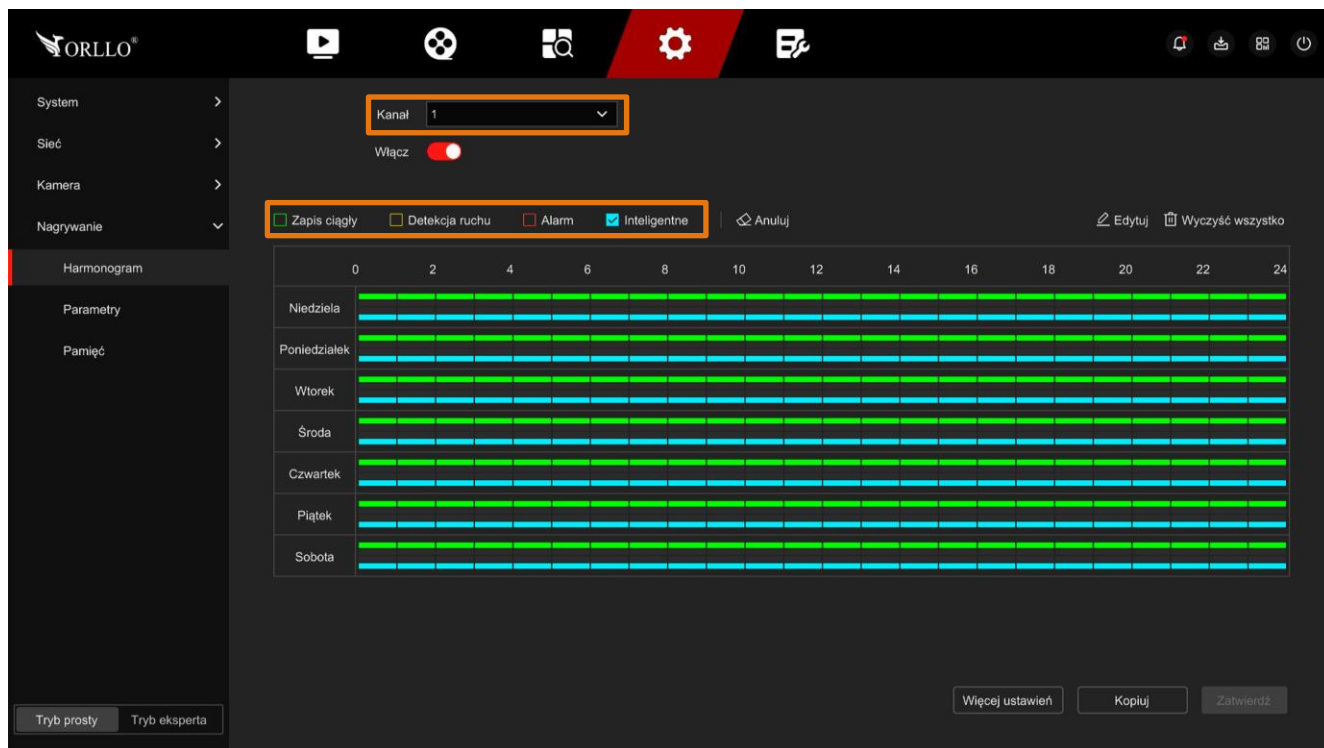 ORLLO®
System
Sieć
Kamera
Nagrywanie
Harmonogram
Parametry
Pamięć
Tryb prosty Tryb eksperta
Kanał 1
Włącz
Zapis ciągły Detekcja ruchu Alarm Inteligentne Anuluj Edytuj Wyczyść wszystko
0 2 4 6 8 10 12 14 16 18 20 22 24
Niedziela
Poniedziałek
Wtorek
Środa
Czwartek
Piątek
Sobota
Więcej ustawień Kopiuj Zatwierdź